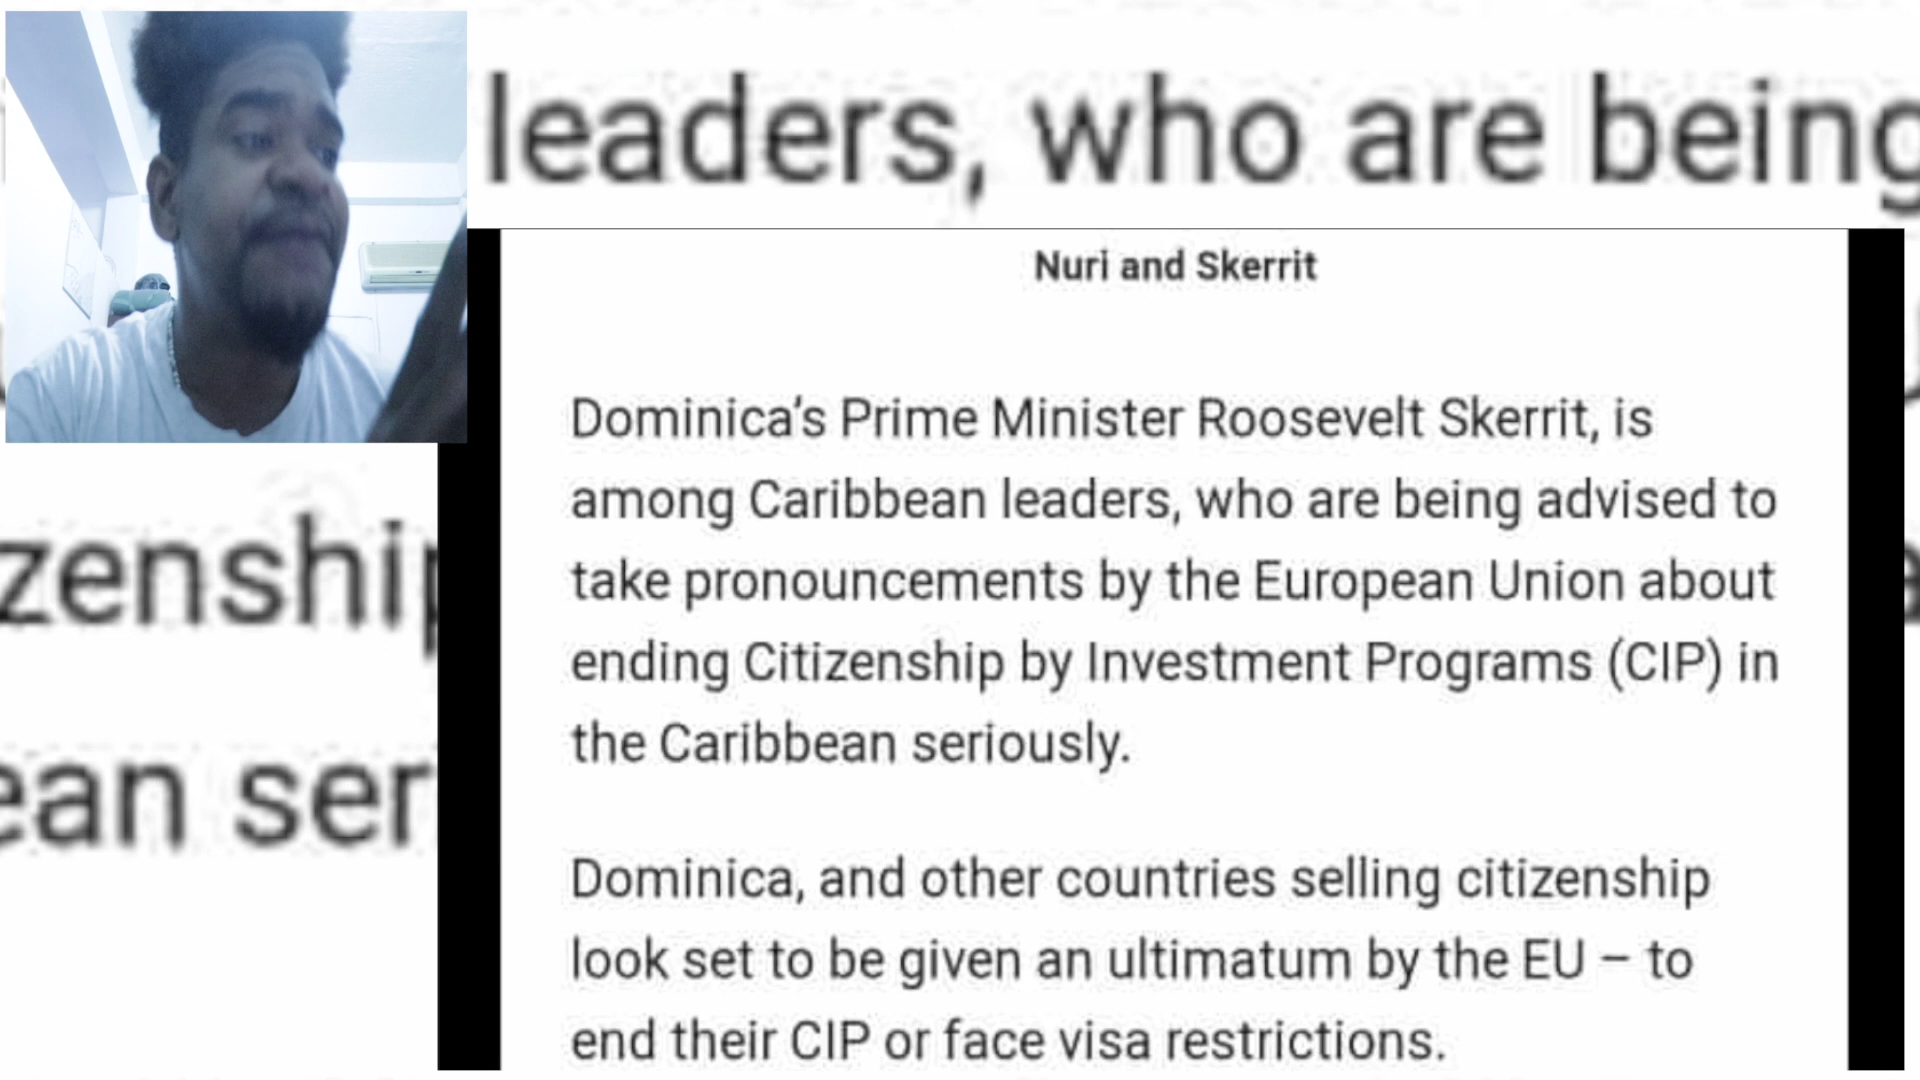 leaders, who are being
Nuri and Skerrit
Dominica’s Prime Minister Roosevelt Skerrit, is
among Caribbean leaders, who are being advised to
take pronouncements by the European Union about
ending Citizenship by Investment Programs (CIP) in
the Caribbean seriously.
Dominica, and other countries selling citizenship
look set to be given an ultimatum by the EU – to
end their CIP or face visa restrictions.
zenship
ean ser